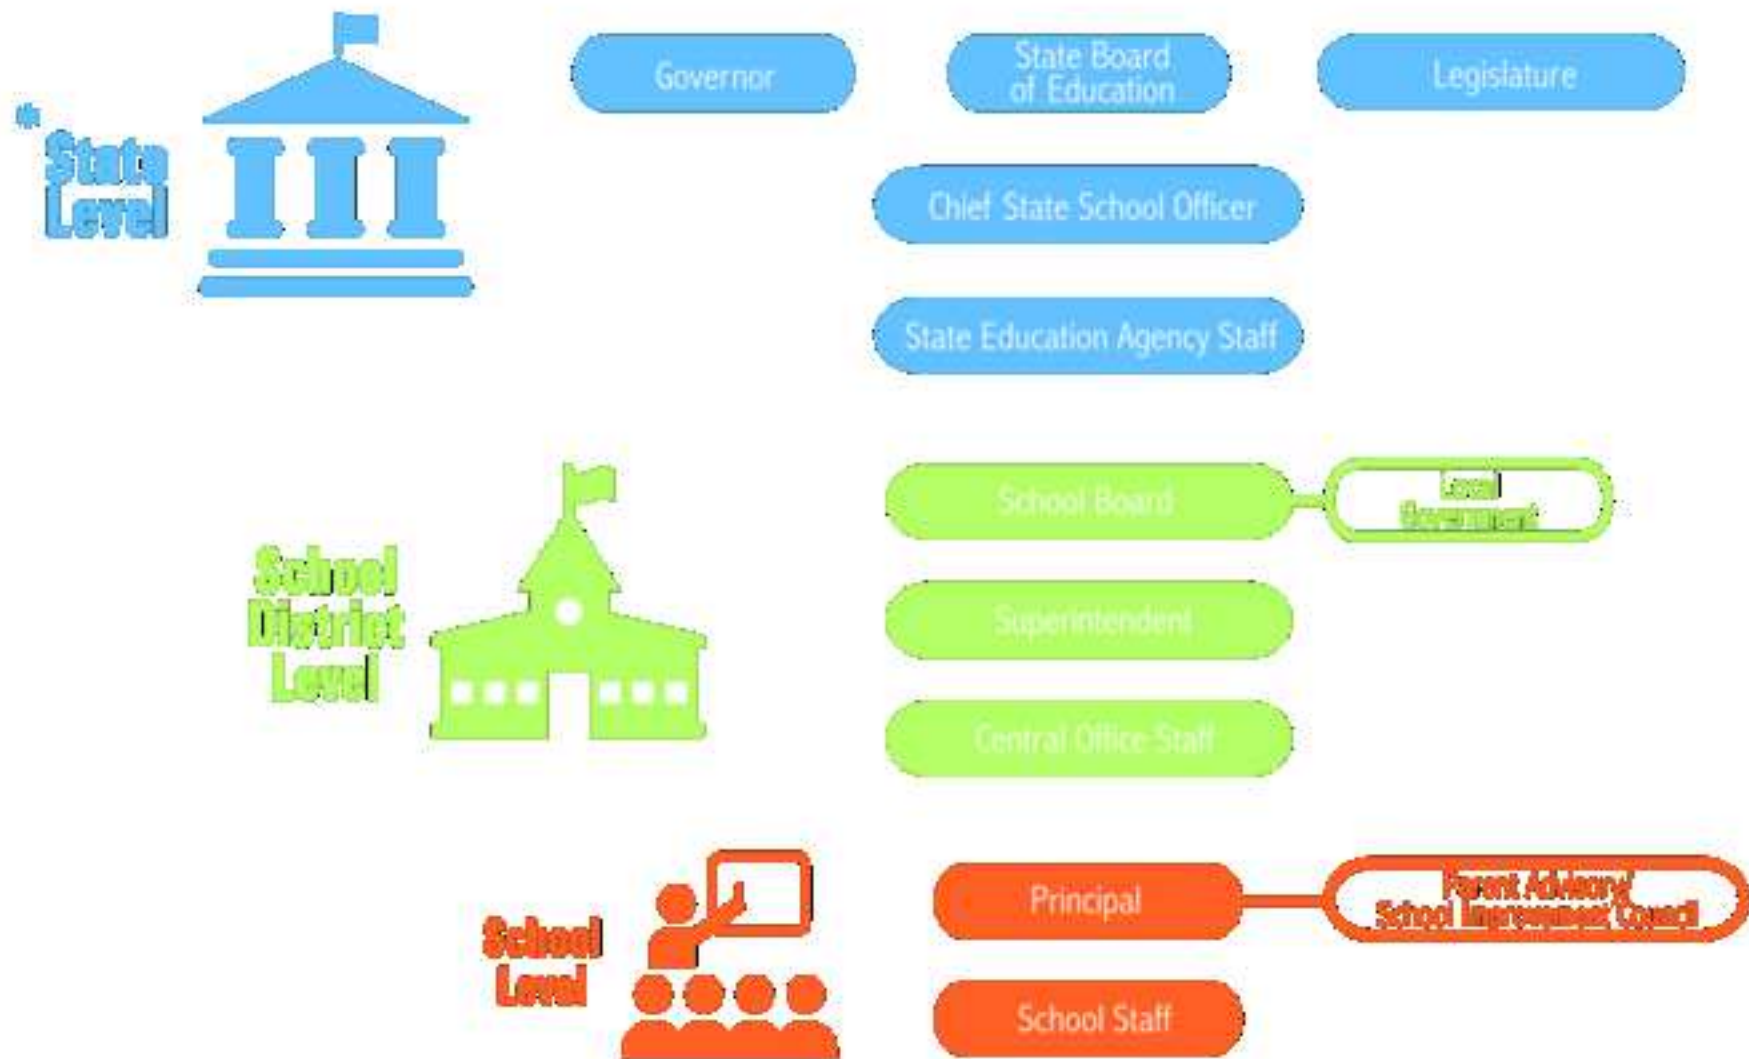 *
State
Level
Governor
State Board
of Education
Legislature
Chief State School Officer
State Education Agency Staff
School
District
Level
School Board
Local
Government
Superintendent
Central Office Staff
School
Level
Principal
Parent Advisory/
School Improvement Council
School Staff